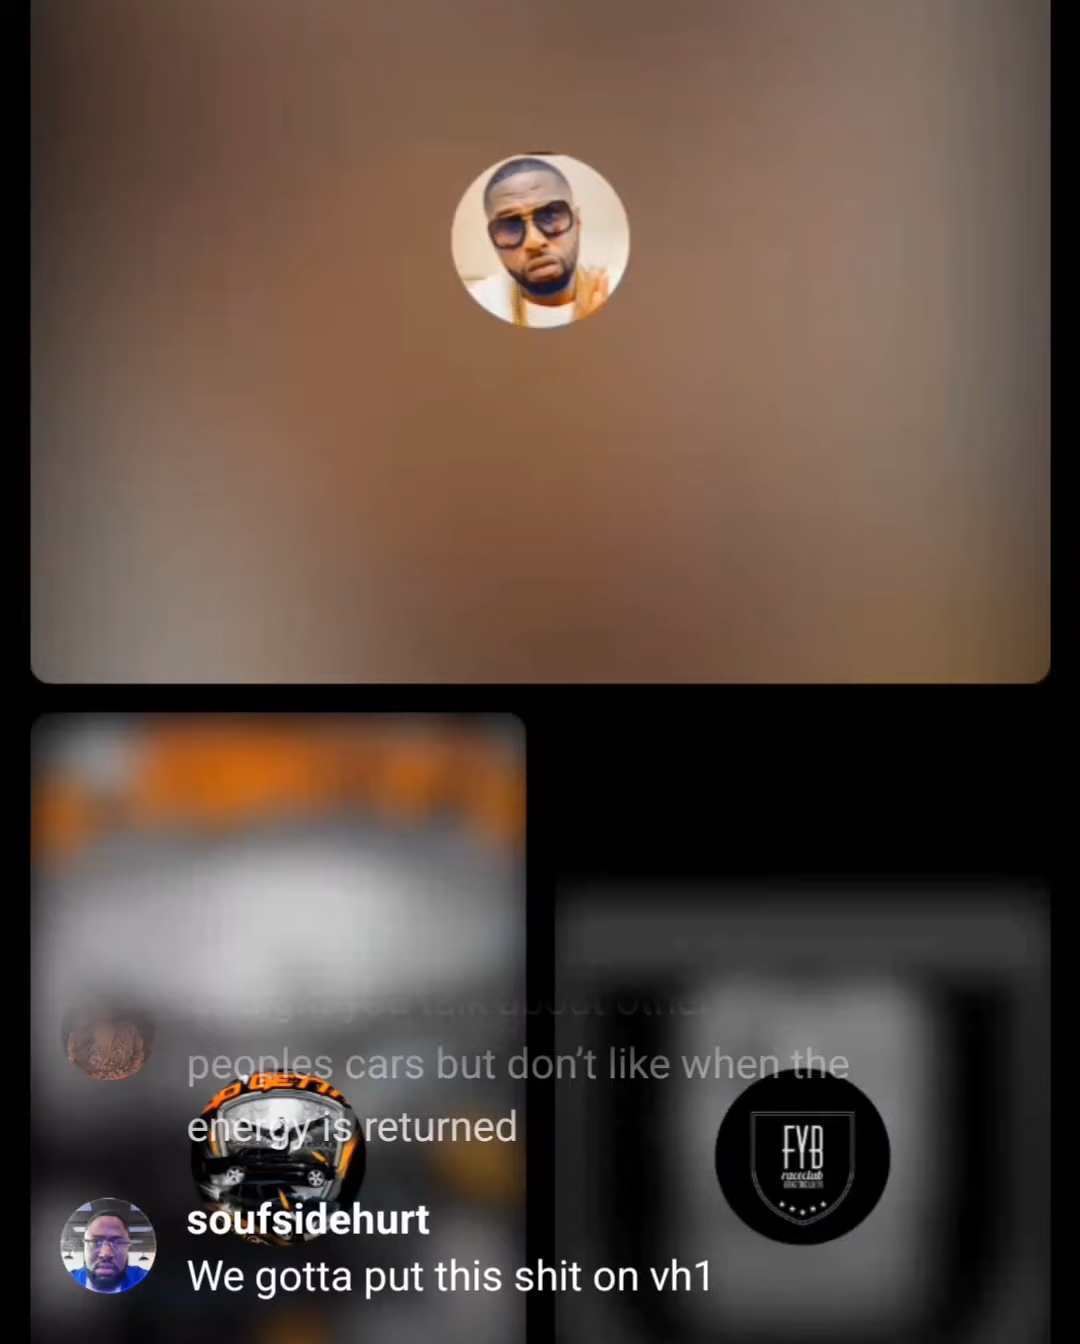 peoples cars but don't like when the
energy is returned
soufsidehurt
We gotta put this shit on vh1
FYB
raceclub